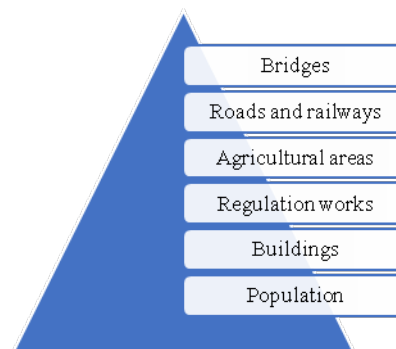 Bridges
Roads and railways
Agricultural areas
Regulation works
Buildings
Population